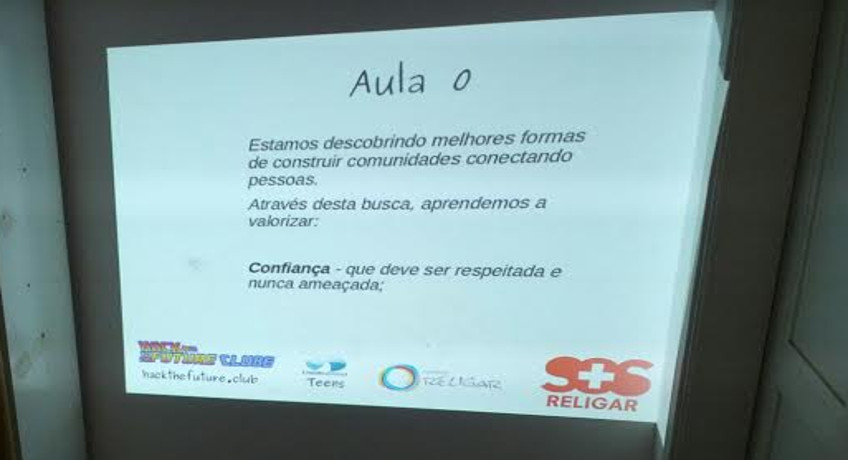 Aula 0
Estamos descobrindo melhores formas
de construir comunidades conectando
pessoas.
Através desta busca, aprendemos a
valorizar:
Confiança - que deve ser respeitada e
nunca ameaçada;
HACK THE
FUTURE CLUBE
hackthefuture.club
Teens
RELIGAR
SOS
RELIGAR